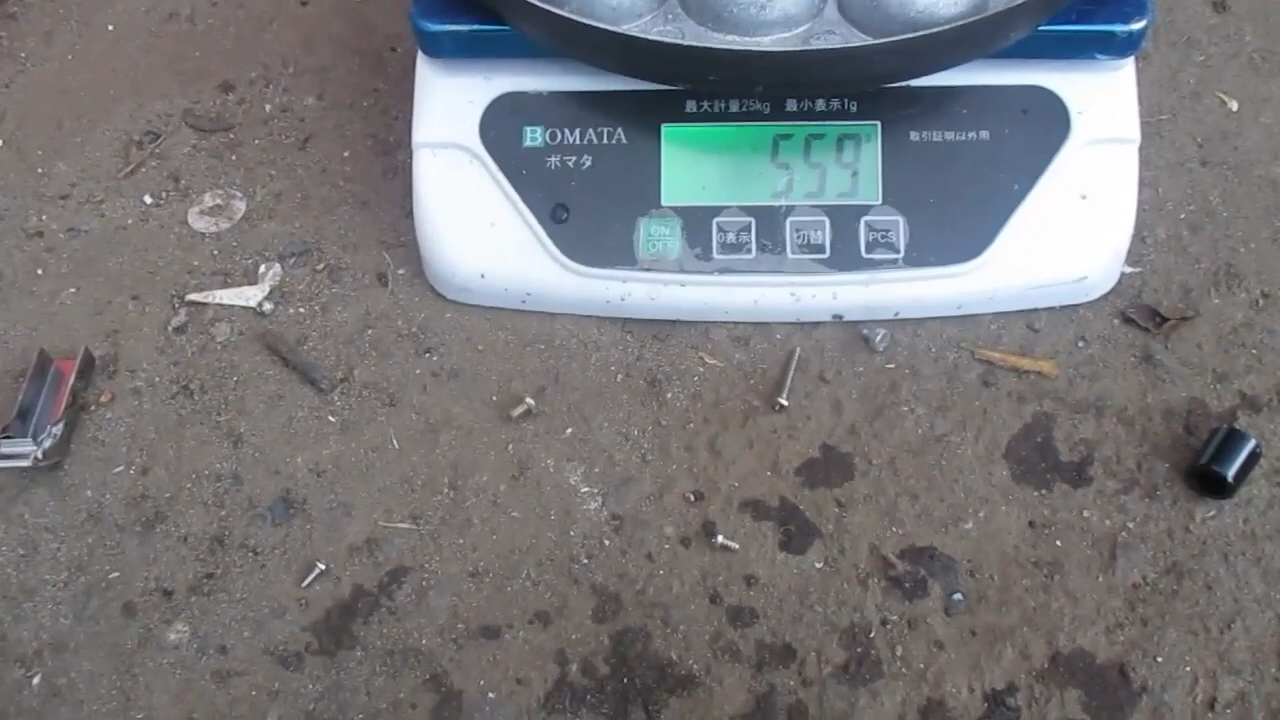 最大計量25kg 最小表示1g
BOMATA
ボマタ
559g
取引証明以外用
ON
OFF
0表示
切替
PCS